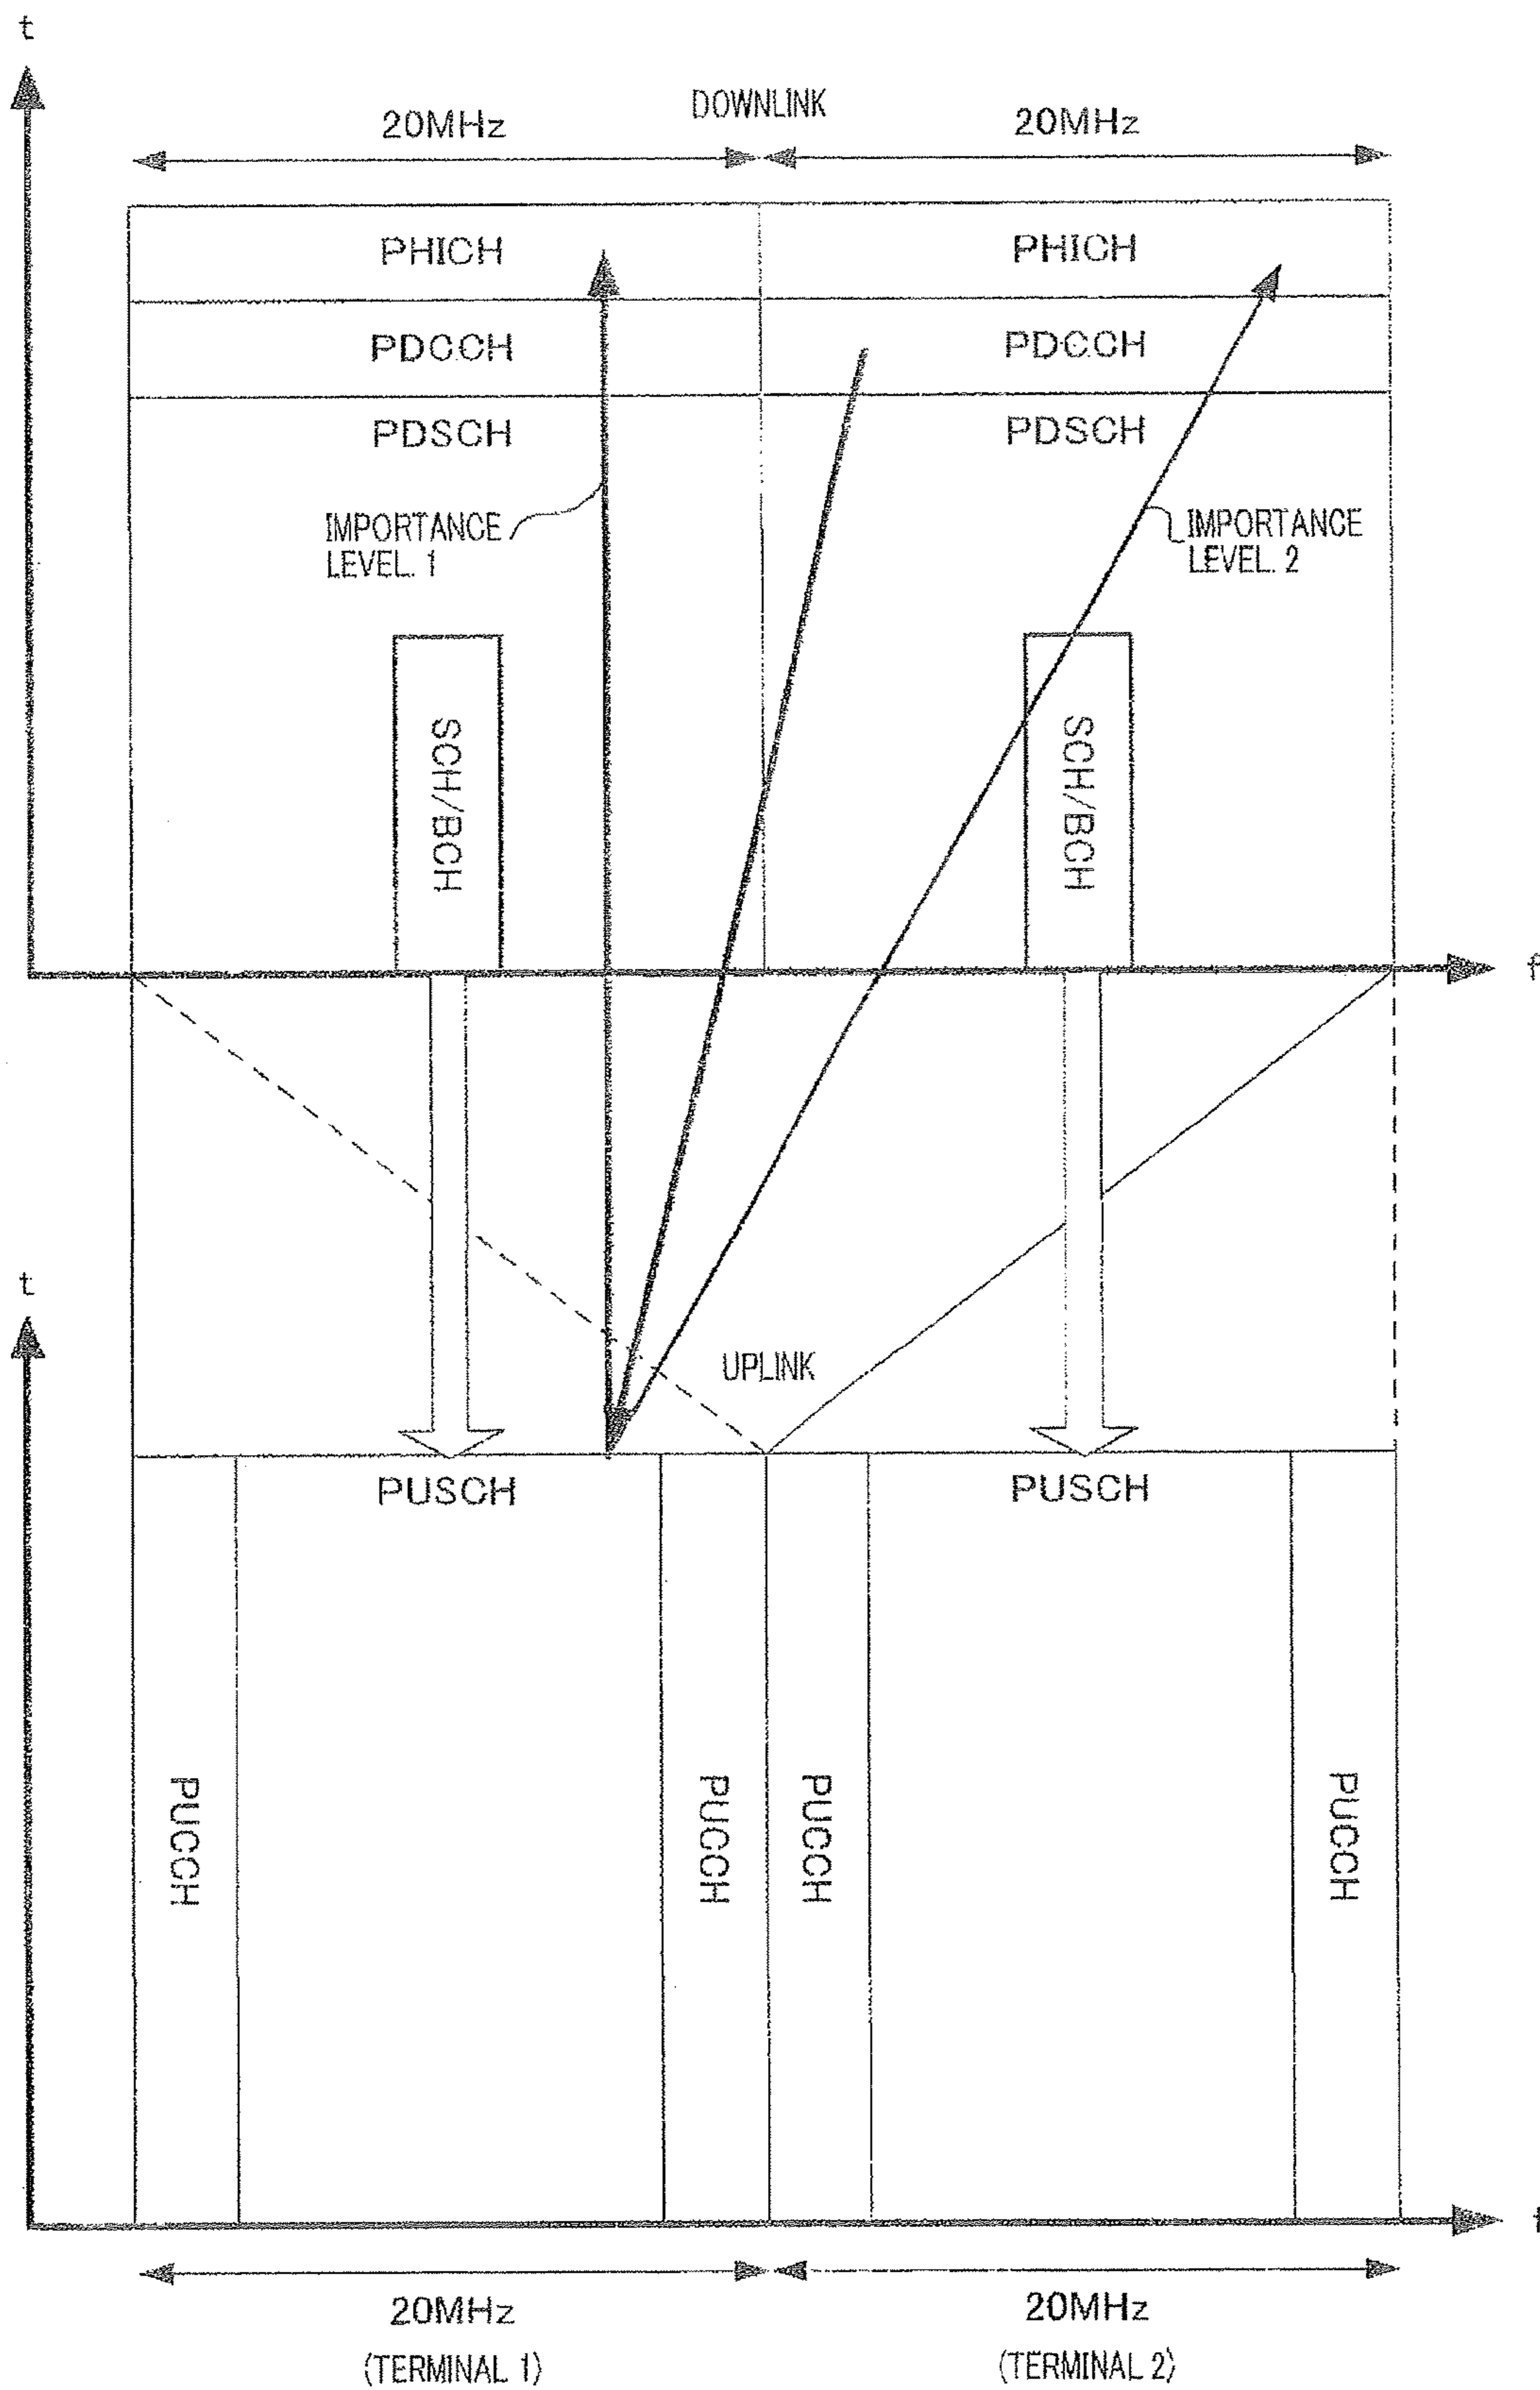 t
DOWNLINK
20MHz
20MHz
PHICH
PHICH
PDCCH
PDCCH
PDSCH
PDSCH
IMPORTANCE
LEVEL. 1
IMPORTANCE
LEVEL. 2
SCH/BCH
SCH/BCH
f
t
UPLINK
PUSCH
PUSCH
PUCCH
PUCCH
PUCCH
PUCCH
f
20MHz
(TERMINAL 1)
20MHz
(TERMINAL 2)